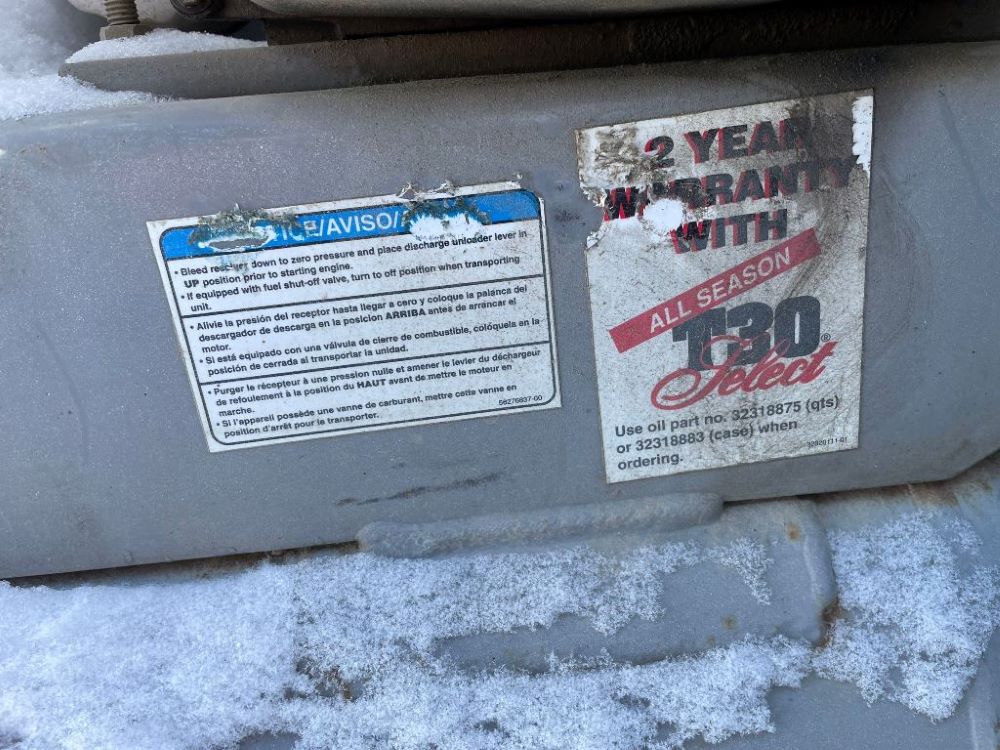 /AVISO/
• Bleed receiver down to zero pressure and place discharge unloader lever in
UP position prior to starting engine.
• If equipped with fuel shut-off valve, turn to off position when transporting
unit.
• Alivie la presión del receptor hasta llegar a cero y coloque la palanca del
descargador de descarga en la posicion ARRIBA antes de arrancar el
motor.
• Si está equipado con una válvula de cierre de combustible, colóquela en la
posición de cerrada al transportar la unidad.
• Purger le récepteur à une pression nulle et amener le levier du déchargeur
de refoulement à la position du HAUT avant de mettre le moteur en
marche.
• Si l'appareil possède une vanne de carburant, mettre cette vanne en
position d'arrêt pour le transporter.
56276837-00
2 YEAR
WARRANTY
WITH
ALL SEASON
T30®
Select
Use oil part no. 32318875 (qts)
or 32318883 (case) when
ordering.
32320111-01